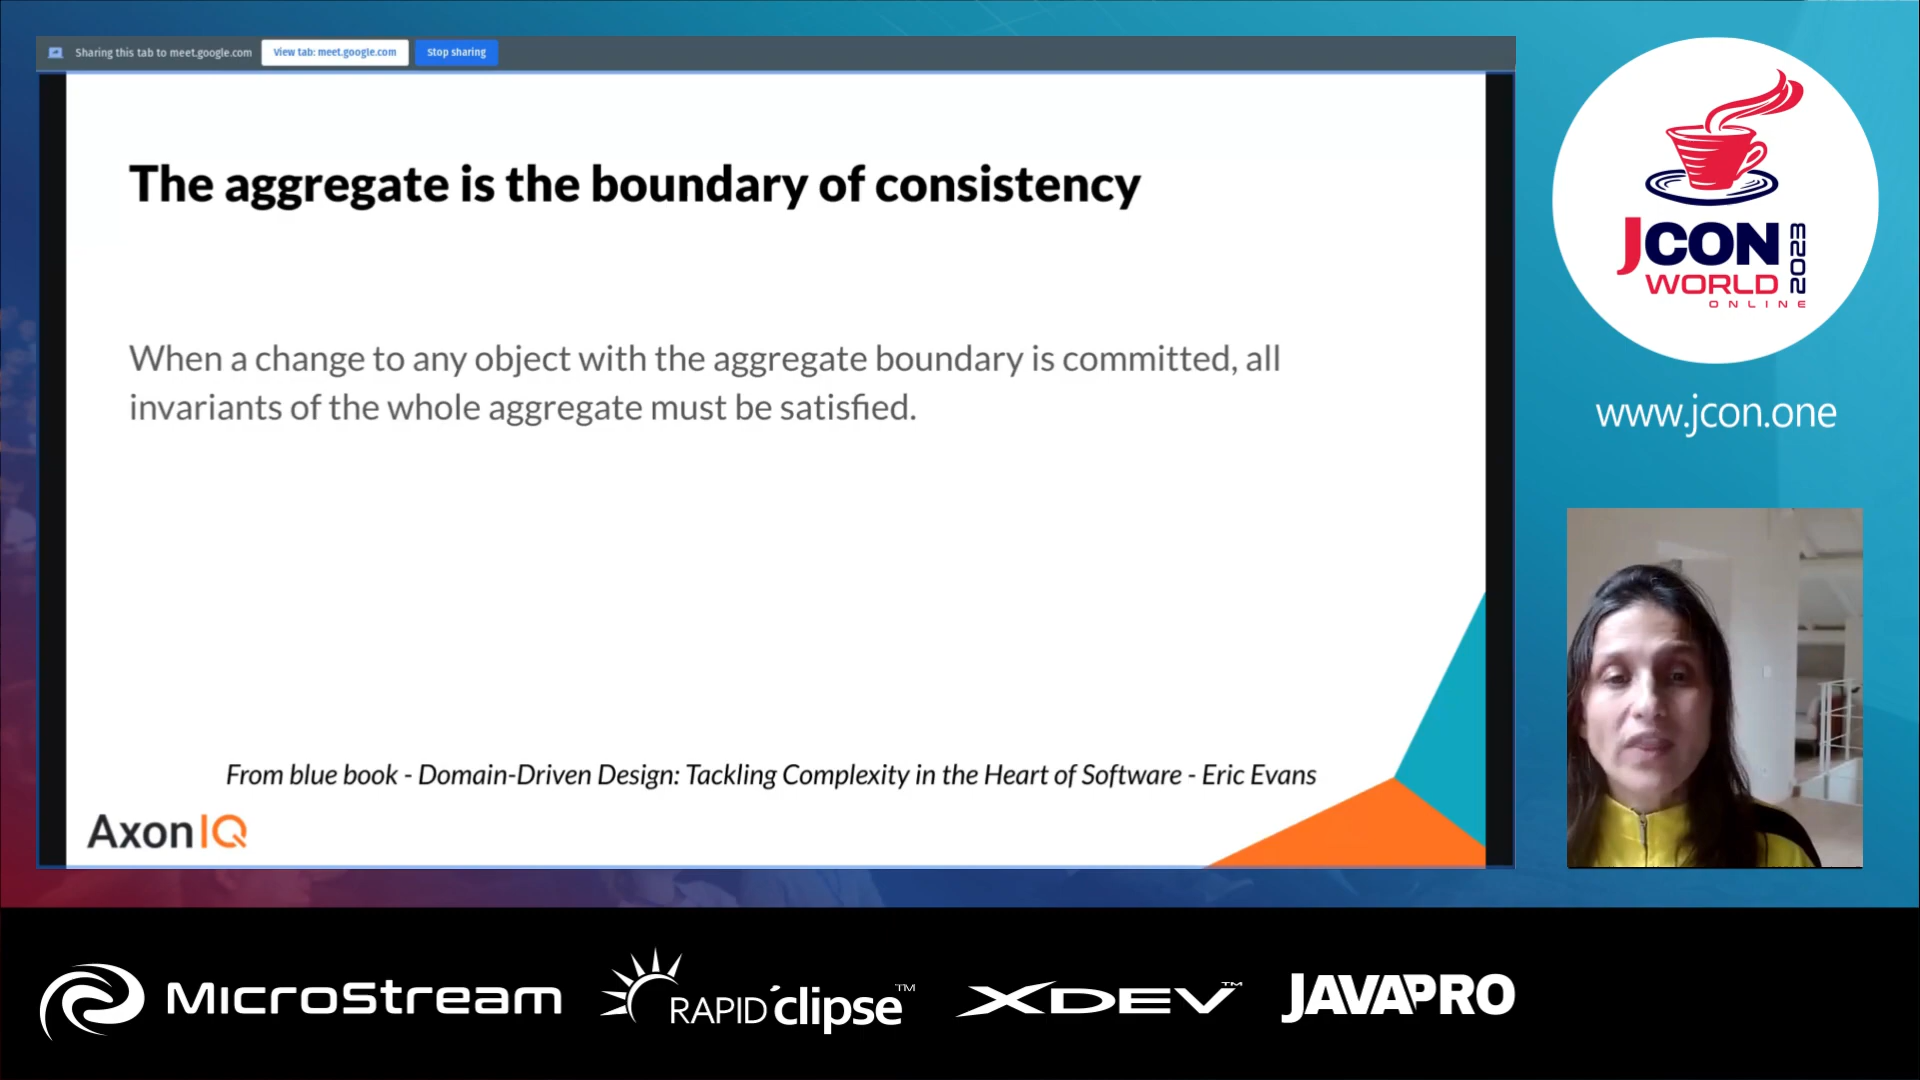 Sharing this tab to meet.google.com View tab: meet.google.com Stop sharing
The aggregate is the boundary of consistency
When a change to any object with the aggregate boundary is committed, all
invariants of the whole aggregate must be satisfied.
From blue book - Domain-Driven Design: Tackling Complexity in the Heart of Software - Eric Evans
AxonIQ
JCON 2023
WORLD
ONLINE
www.jcon.one
MICROSTREAM RAPID'clipse™ XDEV™ JAVAPRO